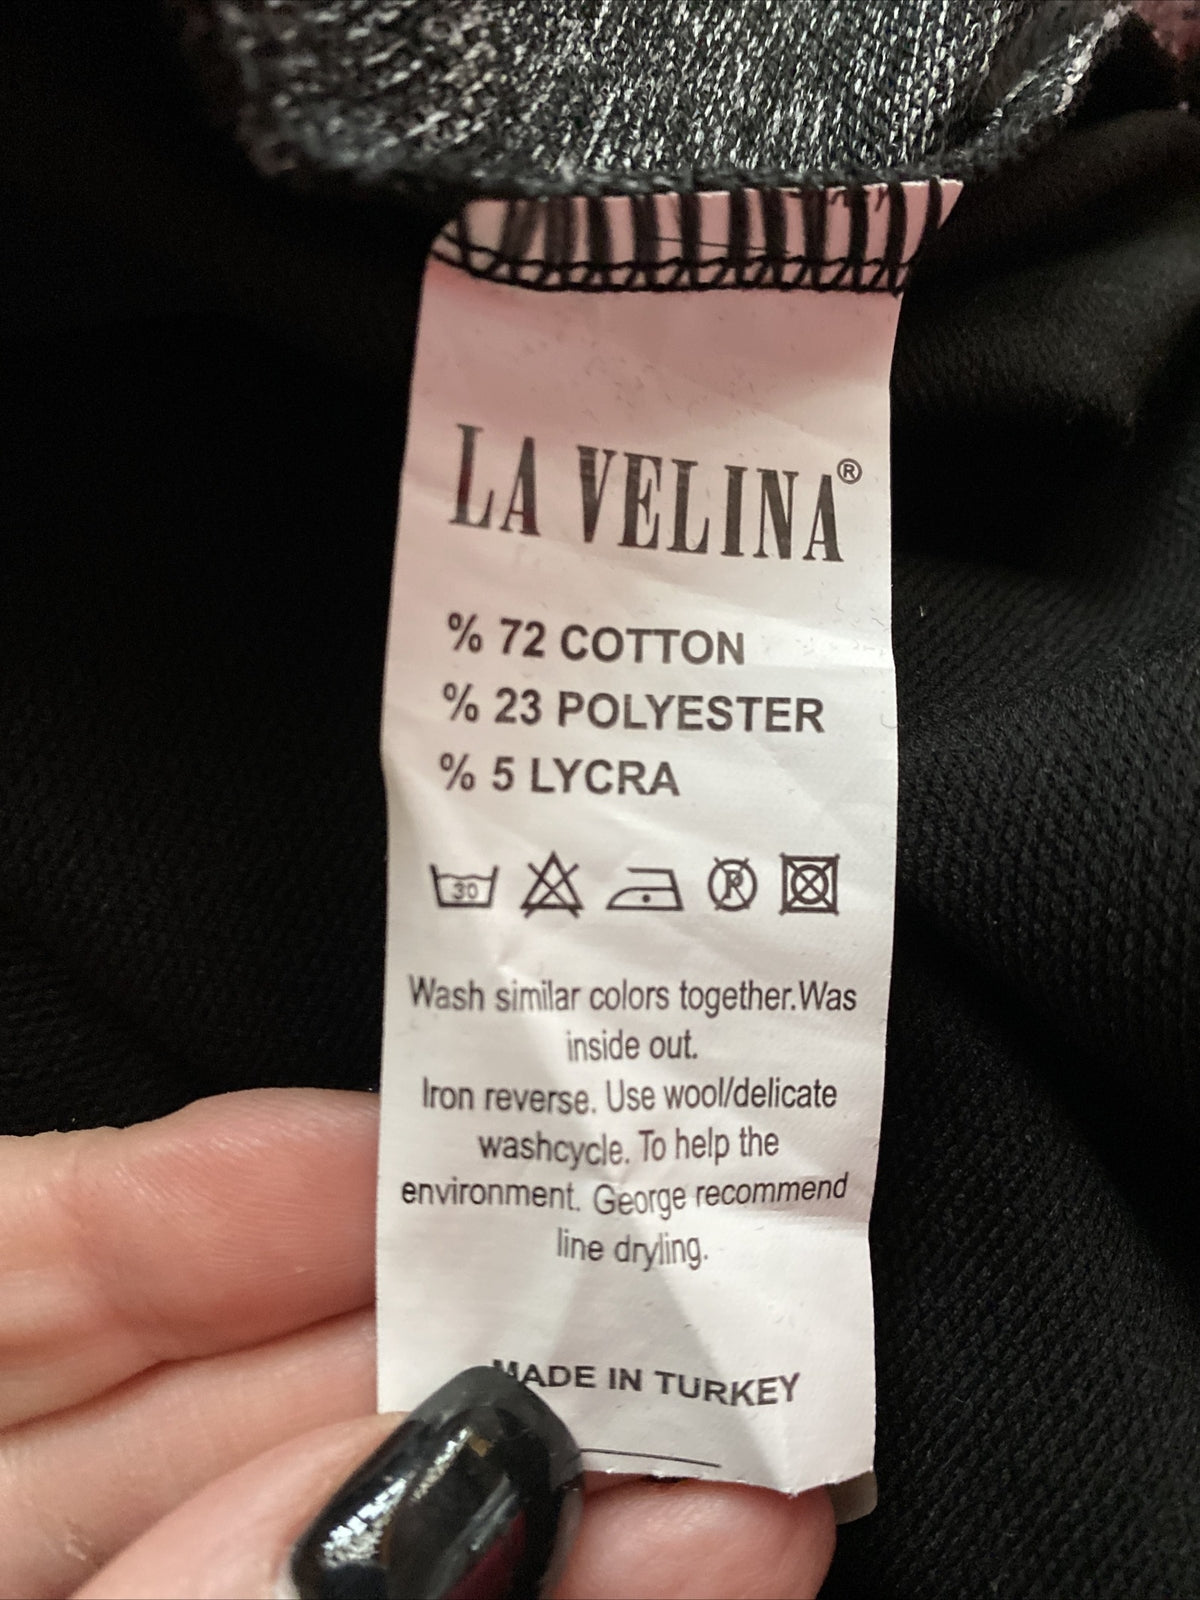 LA VELINA®
% 72 COTTON
% 23 POLYESTER
% 5 LYCRA
30
Wash similar colors together.Was
inside out.
Iron reverse. Use wool/delicate
washcycle. To help the
environment. George recommend
line dryling.
MADE IN TURKEY